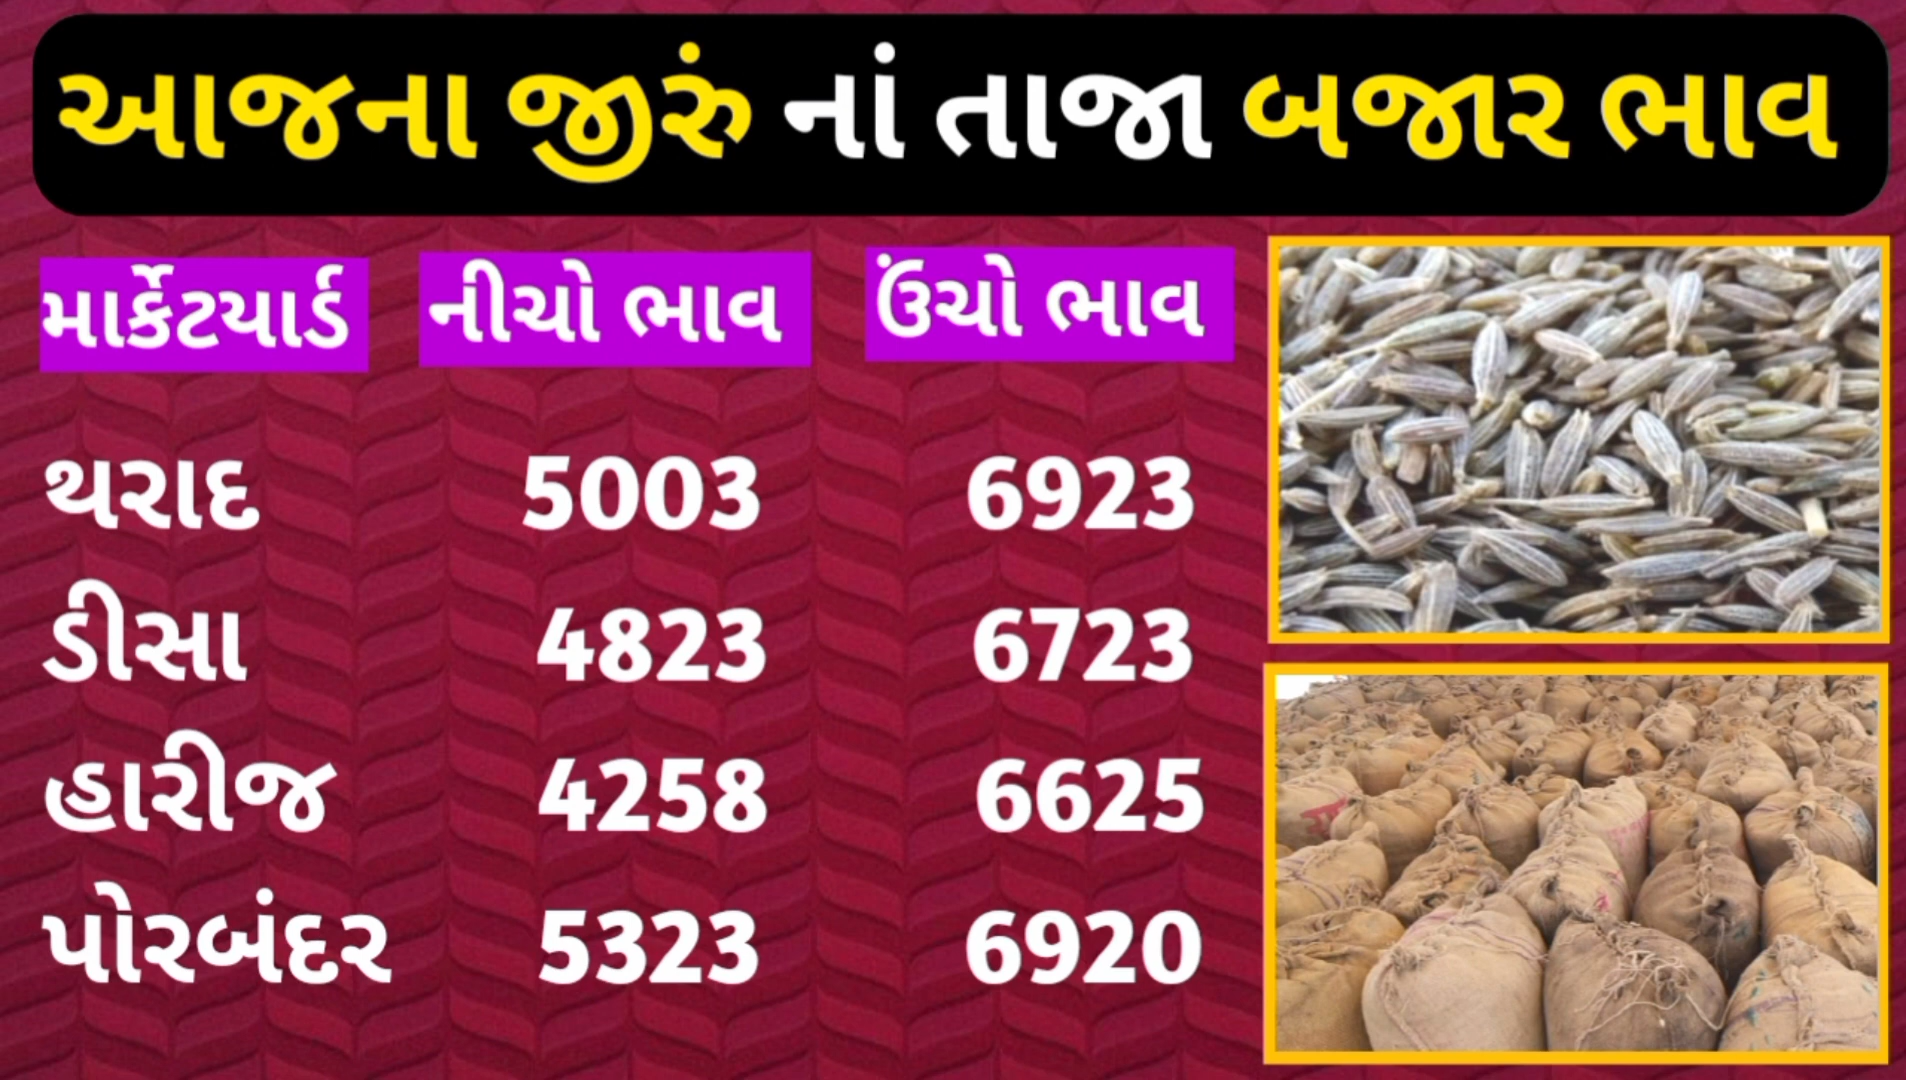 આજના જીરું નાં તાજા બજાર ભાવ
માર્કેટયાર્ડ નીચો ભાવ ઉંચો ભાવ
થરાદ 5003 6923
ડીસા 4823 6723
હારીજ 4258 6625
પોરબંદર 5323 6920